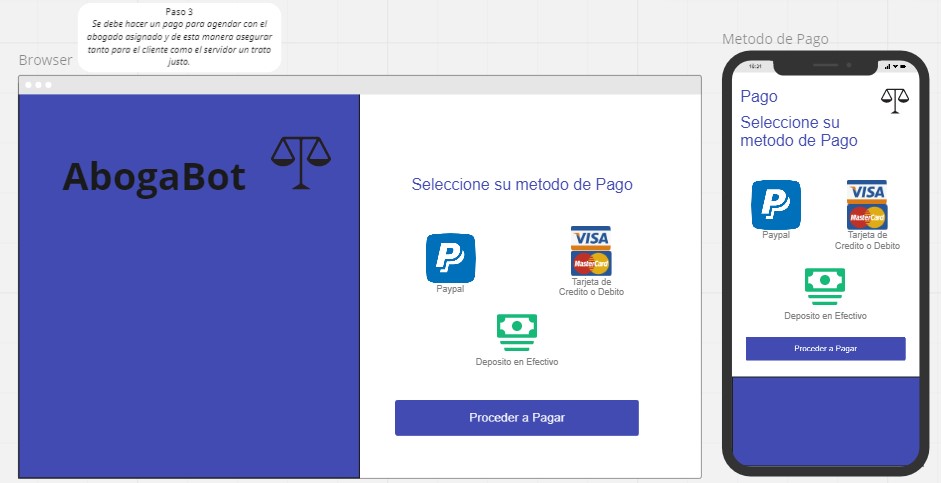 Paso 3
Se debe hacer un pago para agendar con el
abogado asignado y de esta manera asegurar
tanto para el cliente como el servidor un trato
justo.
Browser
AbogaBot
Seleccione su metodo de Pago
P
Paypal
VISA
MasterCard
Tarjeta de
Credito o Debito
Deposito en Efectivo
Proceder a Pagar
Metodo de Pago
10:21
Pago
Seleccione su
metodo de Pago
P
Paypal
VISA
MasterCard
Tarjeta de
Credito o Debito
Deposito en Efectivo
Proceder a Pagar